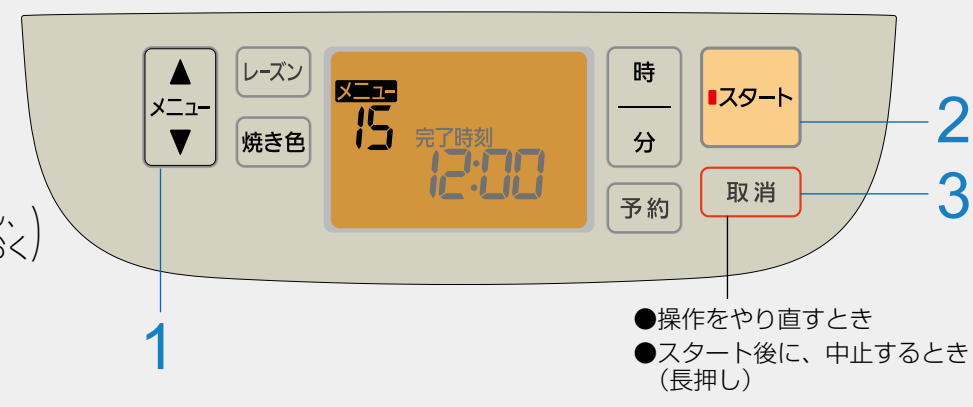 メニュー
レーズン
焼き色
メニュー
15
完了時刻
12:00
時
分
予約
スタート
取消
1
2
3
●操作をやり直すとき
●スタート後に、中止するとき
（長押し）